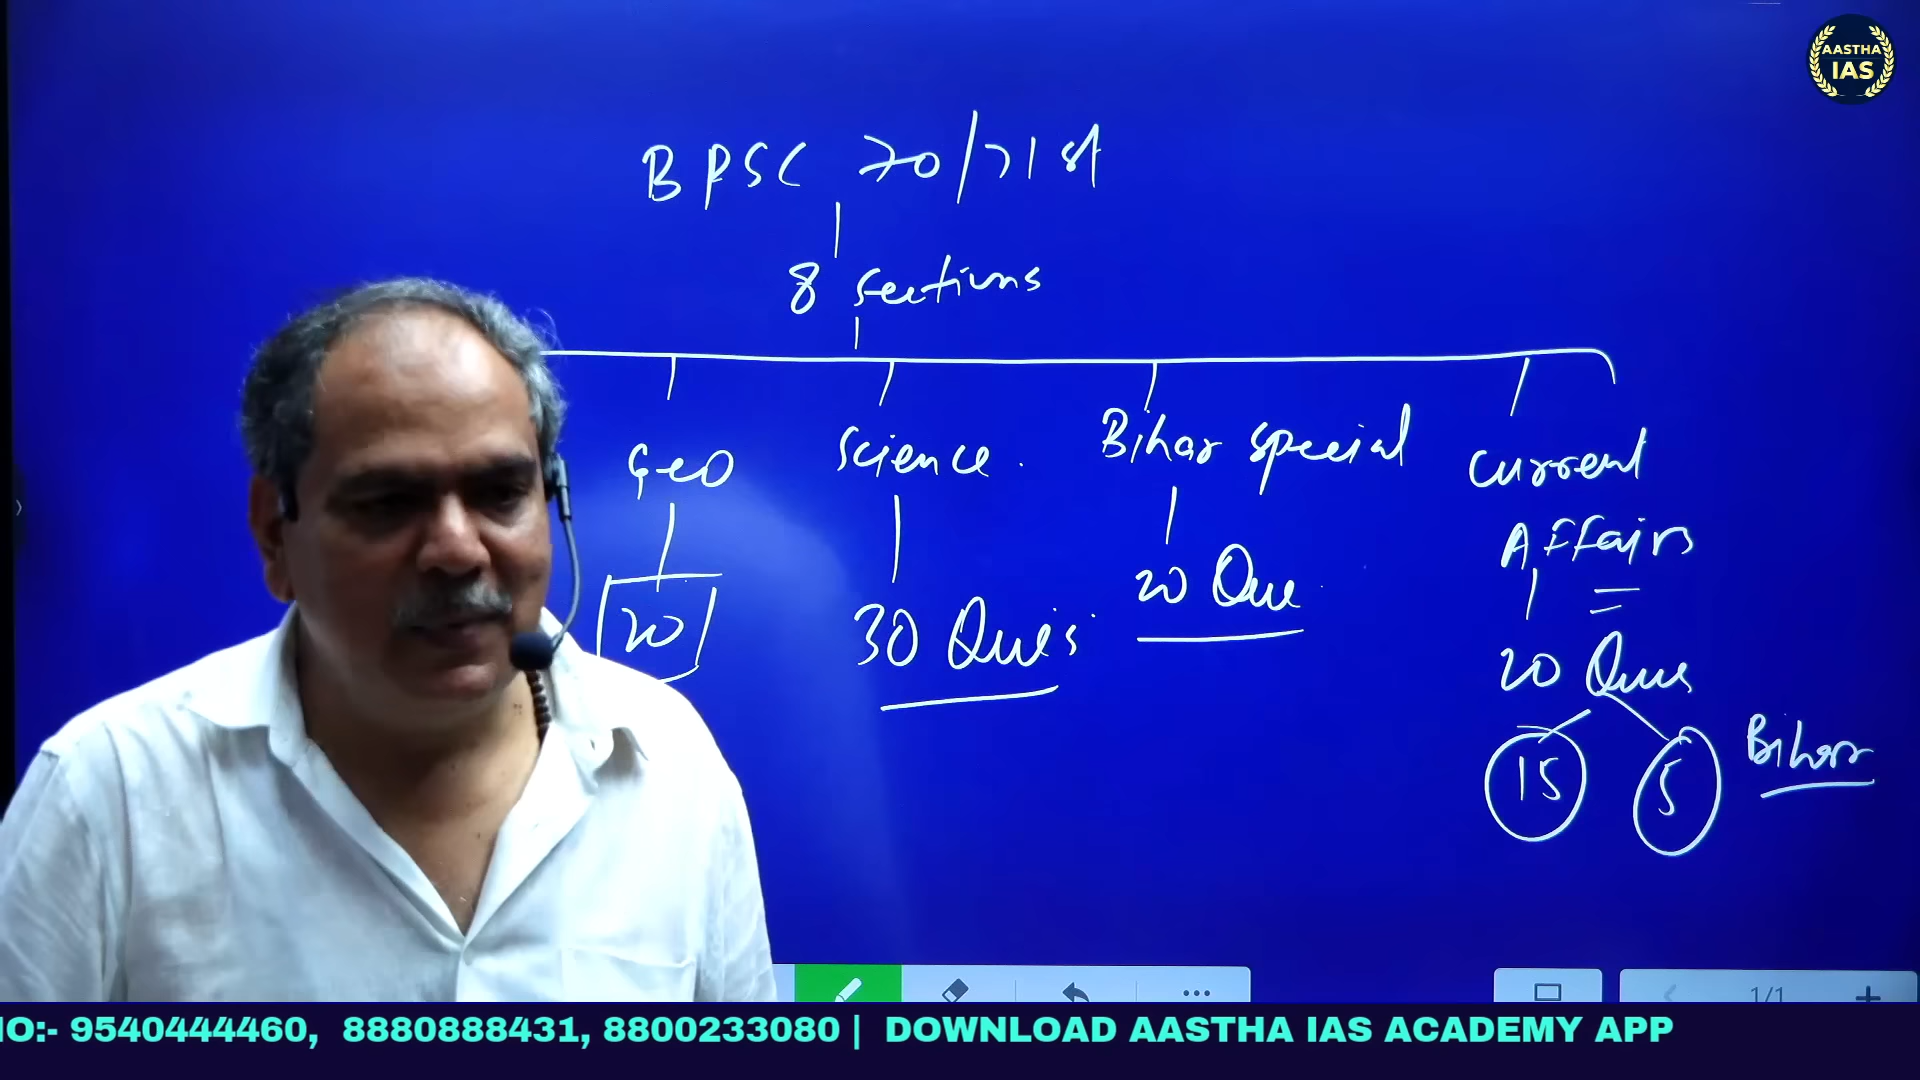 AASTHA
IAS
BPSC 70/71st
8 sections
Geo
Science.
Bihar special
Current
Affairs
20
30 Ques
20 Que
20 Ques
15
5
Bihar
NO:- 9540444460, 8880888431, 8800233080 | DOWNLOAD AASTHA IAS ACADEMY APP
1/1